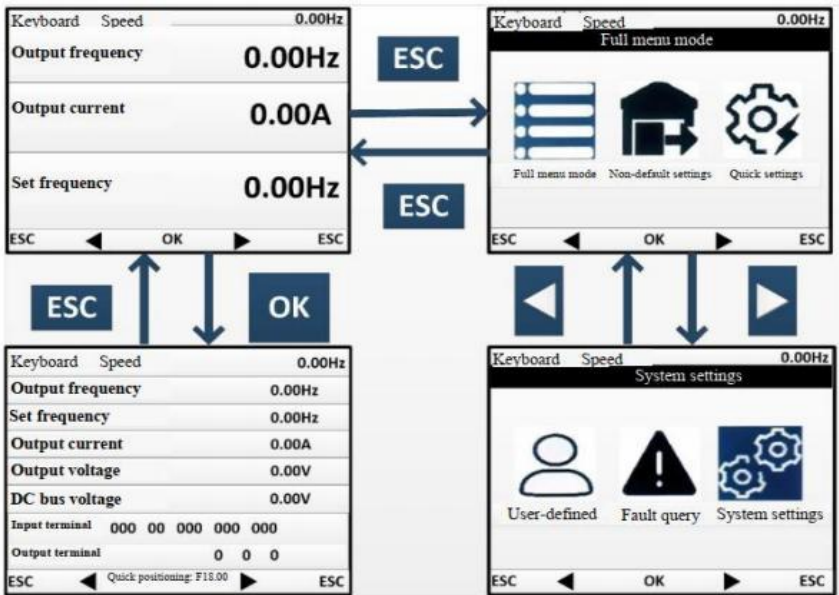 Keyboard Speed 0.00Hz
Output frequency 0.00Hz
Output current 0.00A
Set frequency 0.00Hz
ESC ◀ OK ▶ ESC
ESC
ESC
Keyboard Speed 0.00Hz
Full menu mode
Full menu mode Non-default settings Quick settings
ESC ◀ OK ▶ ESC
ESC
OK
Keyboard Speed 0.00Hz
Output frequency 0.00Hz
Set frequency 0.00Hz
Output current 0.00A
Output voltage 0.00V
DC bus voltage 0.00V
Input terminal 000 00 000 000 000
Output terminal 0 0 0
ESC ◀ Quick positioning: F18.00 ▶ ESC
Keyboard Speed 0.00Hz
System settings
User-defined Fault query System settings
ESC ◀ OK ▶ ESC